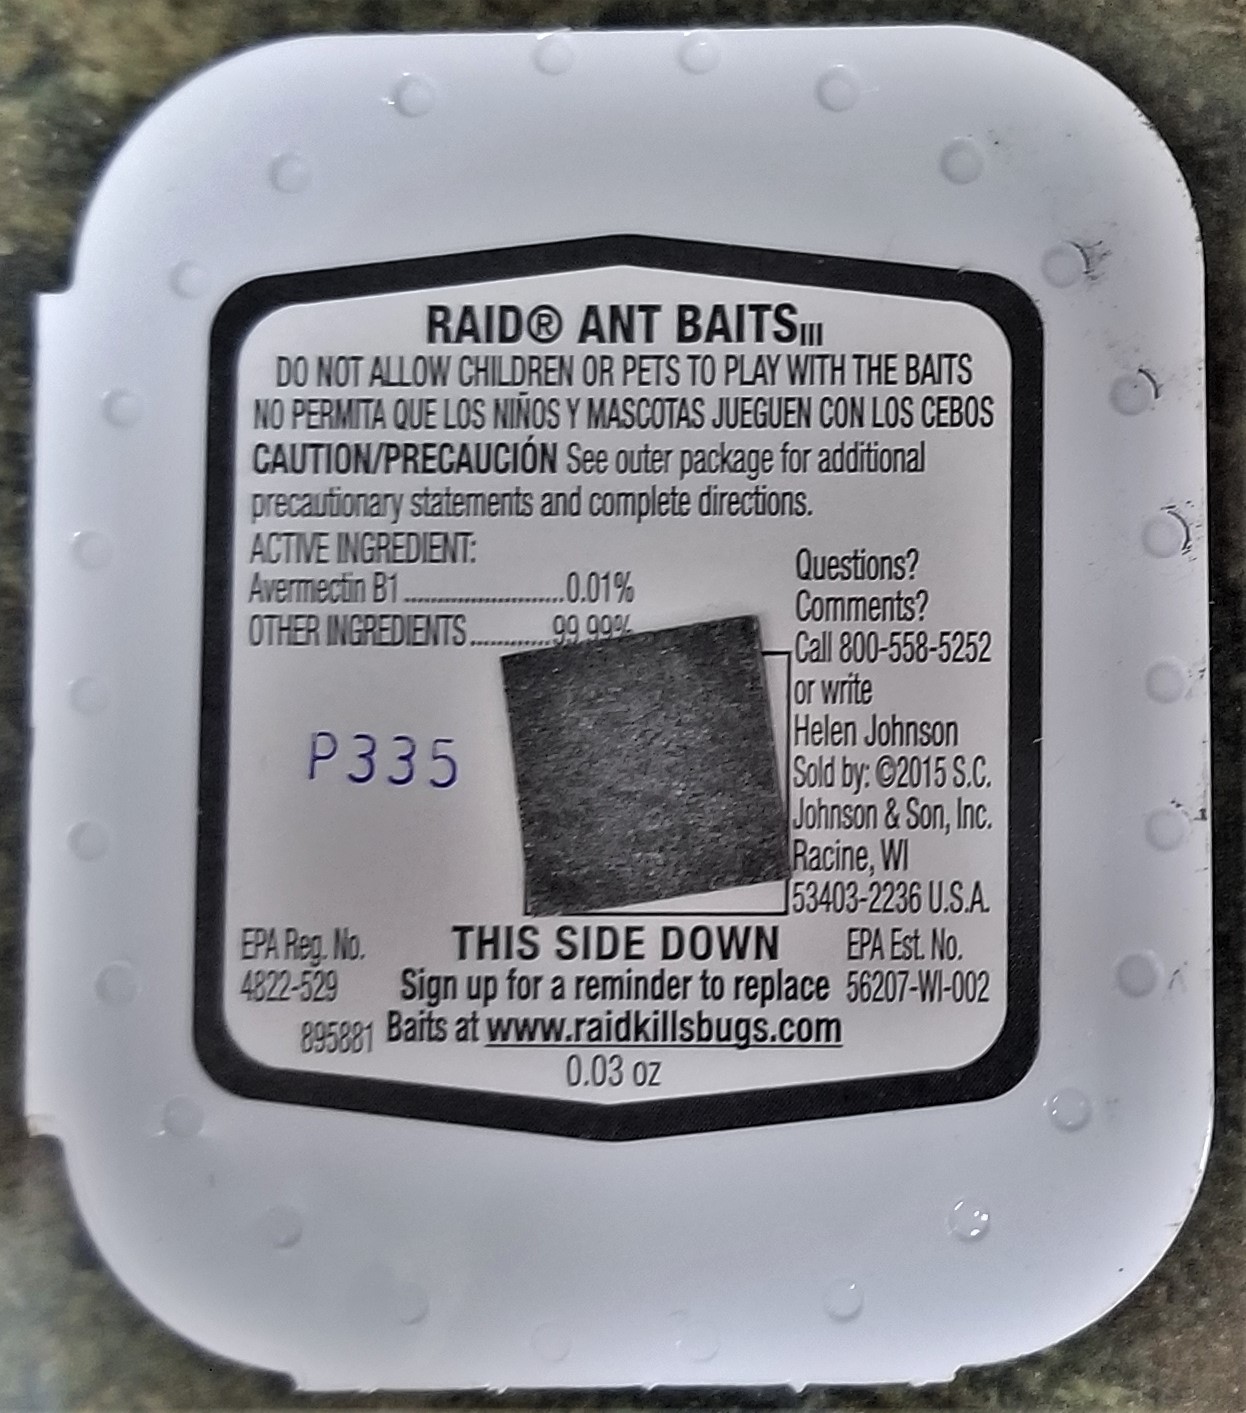 RAID® ANT BAITSIII
DO NOT ALLOW CHILDREN OR PETS TO PLAY WITH THE BAITS
NO PERMITA QUE LOS NIÑOS Y MASCOTAS JUEGUEN CON LOS CEBOS
CAUTION/PRECAUCIÓN See outer package for additional
precautionary statements and complete directions.
ACTIVE INGREDIENT:
Avermectin B1..........................0.01%
OTHER INGREDIENTS.............99.99%
Questions?
Comments?
Call 800-558-5252
or write
Helen Johnson
Sold by: ©2015 S.C.
Johnson & Son, Inc.
Racine, WI
53403-2236 U.S.A.
P335
EPA Reg. No.
4822-529
THIS SIDE DOWN
Sign up for a reminder to replace
Baits at www.raidkillsbugs.com
EPA Est. No.
56207-WI-002
895881
0.03 oz